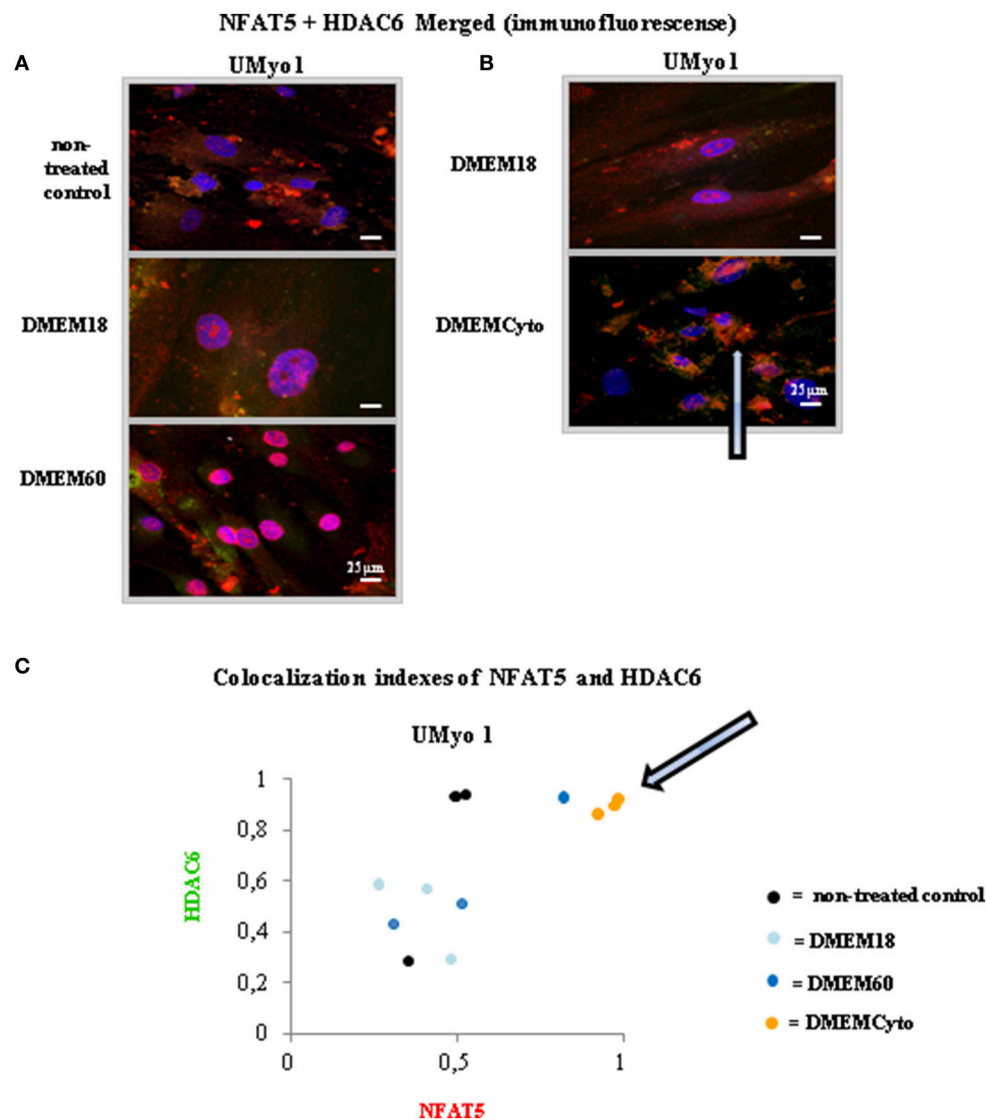 NFAT5 + HDAC6 Merged (immunofluorescense)
A
UMyo1
non-
treated
control
DMEM18
DMEM60
25 µm
B
UMyo1
DMEM18
DMEMCyto
25 µm
C
Colocalization indexes of NFAT5 and HDAC6
UMyo 1
HDAC6
1
0,8
0,6
0,4
0,2
0
0
0,5
1
NFAT5
= non-treated control
= DMEM18
= DMEM60
= DMEMCyto